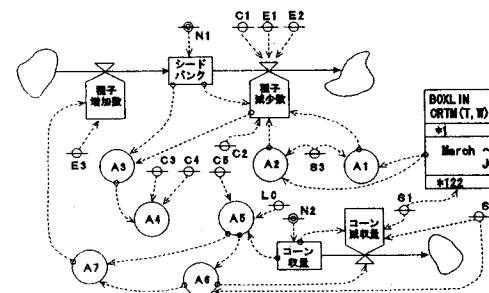 C1 E1 E2
N1
シード
バンク
種子
増加数
種子
減少数
BOXLIN
CRTM(T,W)
*1
March ~
J
*122
E3
A3
C3
C4
C5
C2
A2
S3
A1
A4
LC
A5
N2
S1
S
コーン
減収量
コーン
収量
A7
A6